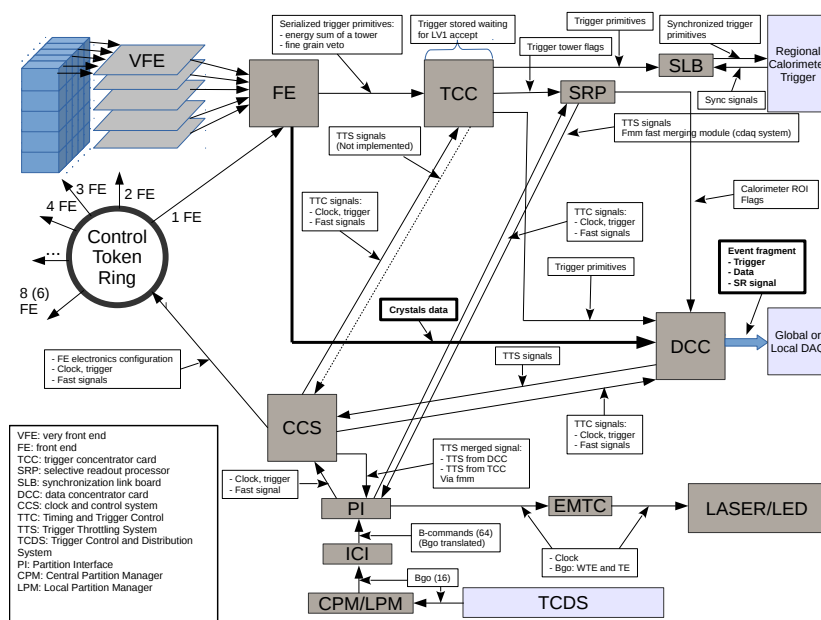 Serialized trigger primitives:
- energy sum of a tower
- fine grain veto
Trigger stored waiting
for LV1 accept
Trigger primitives
Synchronized trigger
primitives
Trigger tower flags
VFE
FE
TCC
SLB
SRP
Regional
Calorimeter
Trigger
Sync signals
TTS signals
(Not implemented)
TTS signals
Fmm fast merging module (cdaq system)
3 FE
2 FE
4 FE
1 FE
...
8 (6)
FE
Control
Token
Ring
TTC signals:
- Clock, trigger
- Fast signals
TTC signals:
- Clock, trigger
- Fast signals
Calorimeter ROI
Flags
Trigger primitives
Event fragment
- Trigger
- Data
- SR signal
Crystals data
DCC
Global or
Local DAQ
- FE electronics configuration
- Clock, trigger
- Fast signals
TTS signals
CCS
TTC signals:
- Clock, trigger
- Fast signals
TTS merged signal:
- TTS from DCC
- TTS from TCC
Via fmm
- Clock, trigger
- Fast signal
PI
EMTC
LASER/LED
B-commands (64)
(Bgo translated)
ICI
- Clock
- Bgo: WTE and TE
Bgo (16)
CPM/LPM
TCDS
VFE: very front end
FE: front end
TCC: trigger concentrator card
SRP: selective readout processor
SLB: synchronization link board
DCC: data concentrator card
CCS: clock and control system
TTC: Timing and Trigger Control
TTS: Trigger Throttling System
TCDS: Trigger Control and Distribution
System
PI: Partition Interface
CPM: Central Partition Manager
LPM: Local Partition Manager